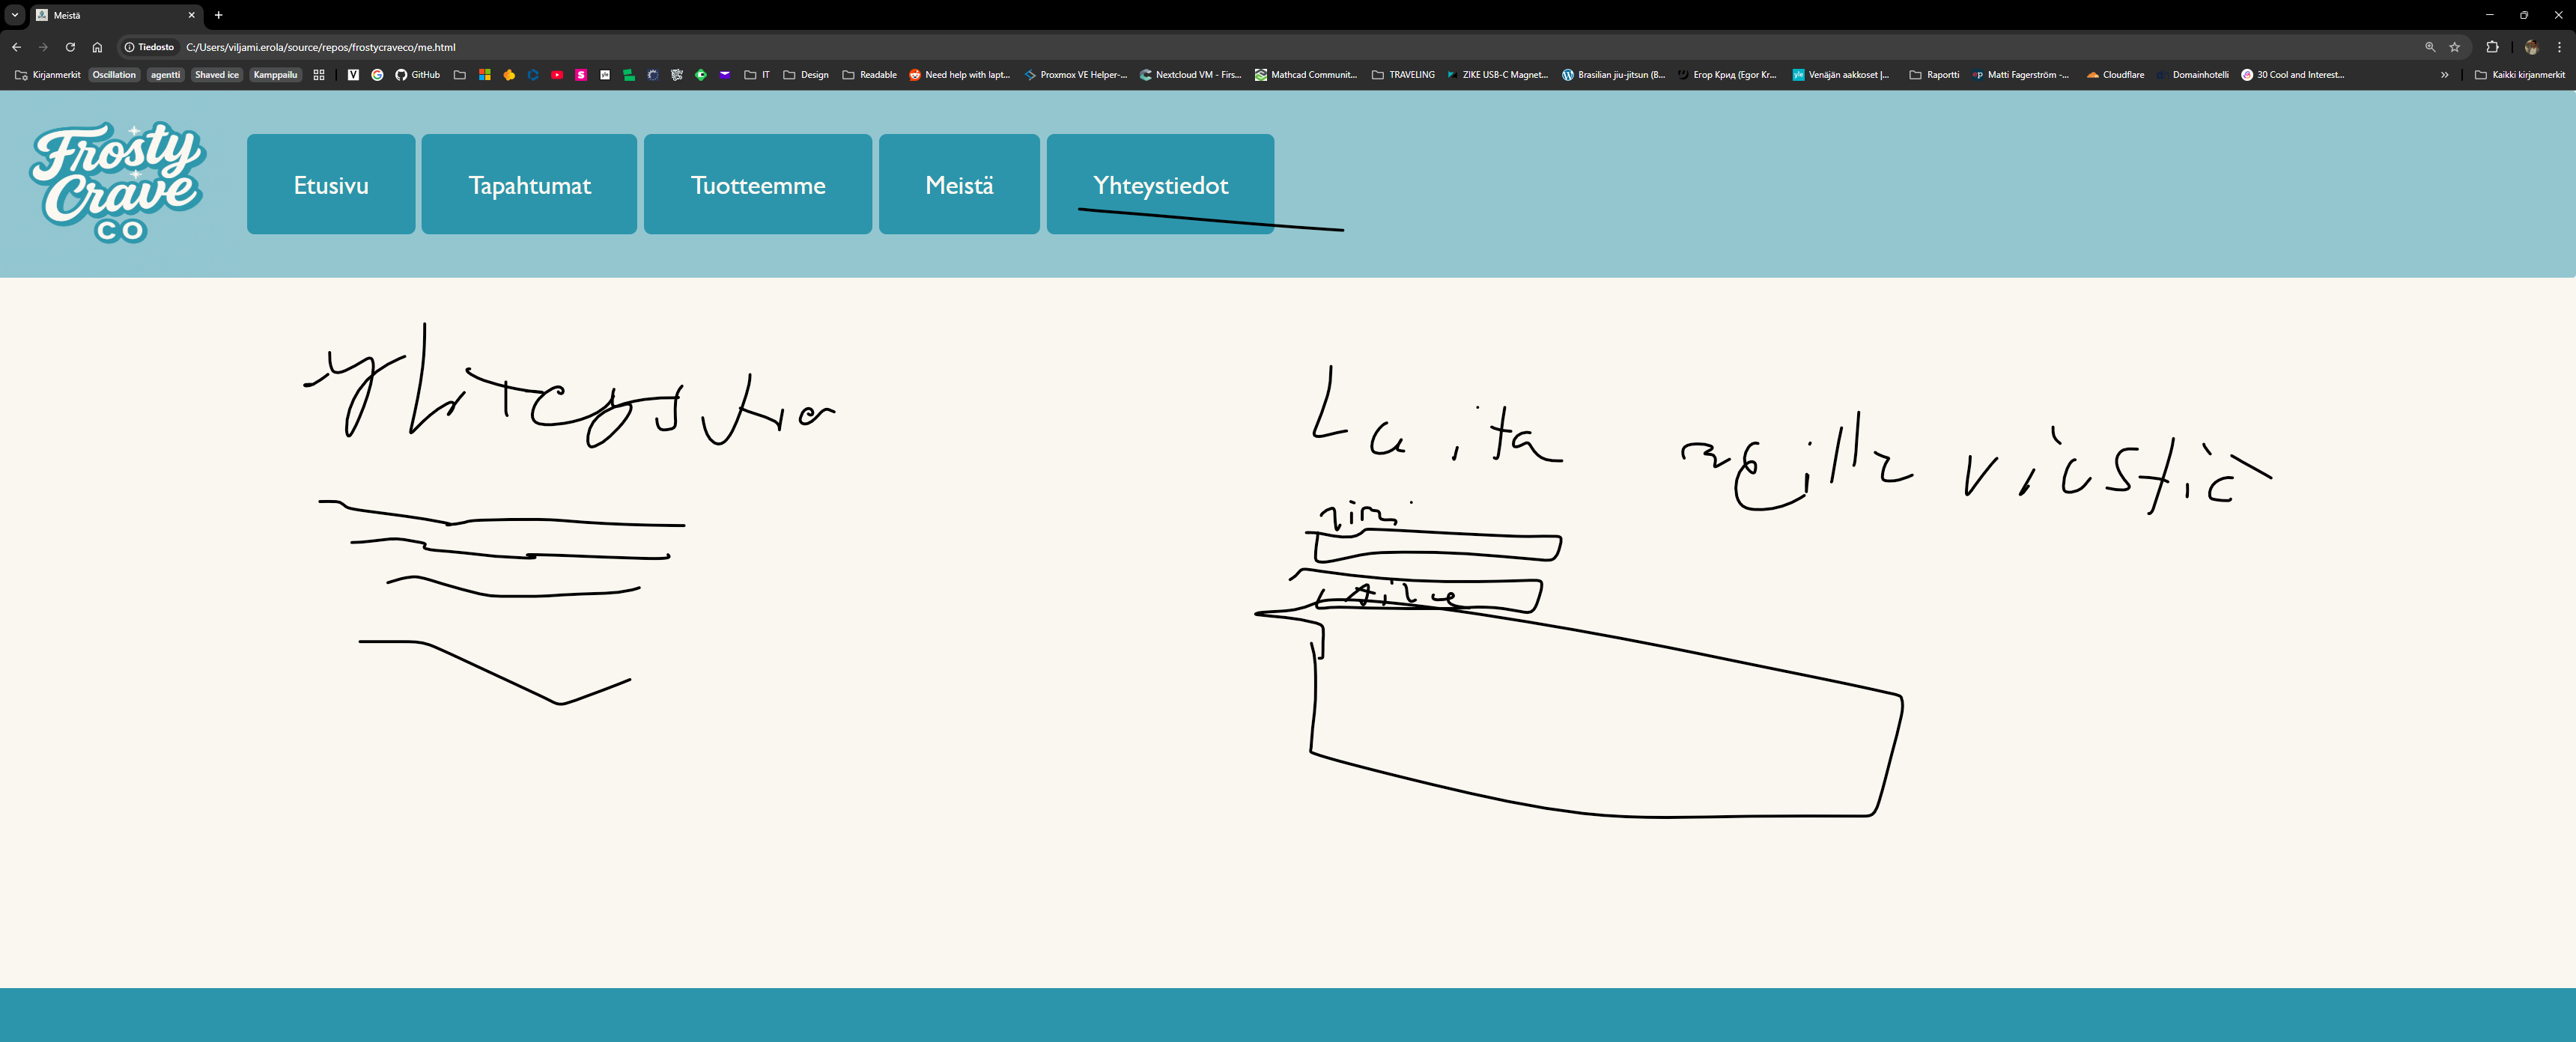 Meistä
Tiedosto C:/Users/viljami.erola/source/repos/frostycraveco/me.html
Kirjanmerkit Oscillation agentti Shaved ice Kamppailu GitHub IT Design Readable Need help with lapt... Proxmox VE Helper-... Nextcloud VM - Firs... Mathcad Communit... TRAVELING ZIKE USB-C Magnet... Brasilian jiu-jitsun (B... Егор Крид (Egor Kr... Venäjän aakkoset |... Raportti Matti Fagerström -... Cloudflare Domainhotelli 30 Cool and Interest... » Kaikki kirjanmerkit
Frosty
Crave
CO
Etusivu Tapahtumat Tuotteemme Meistä Yhteystiedot
Laita meille viestiä
nimi